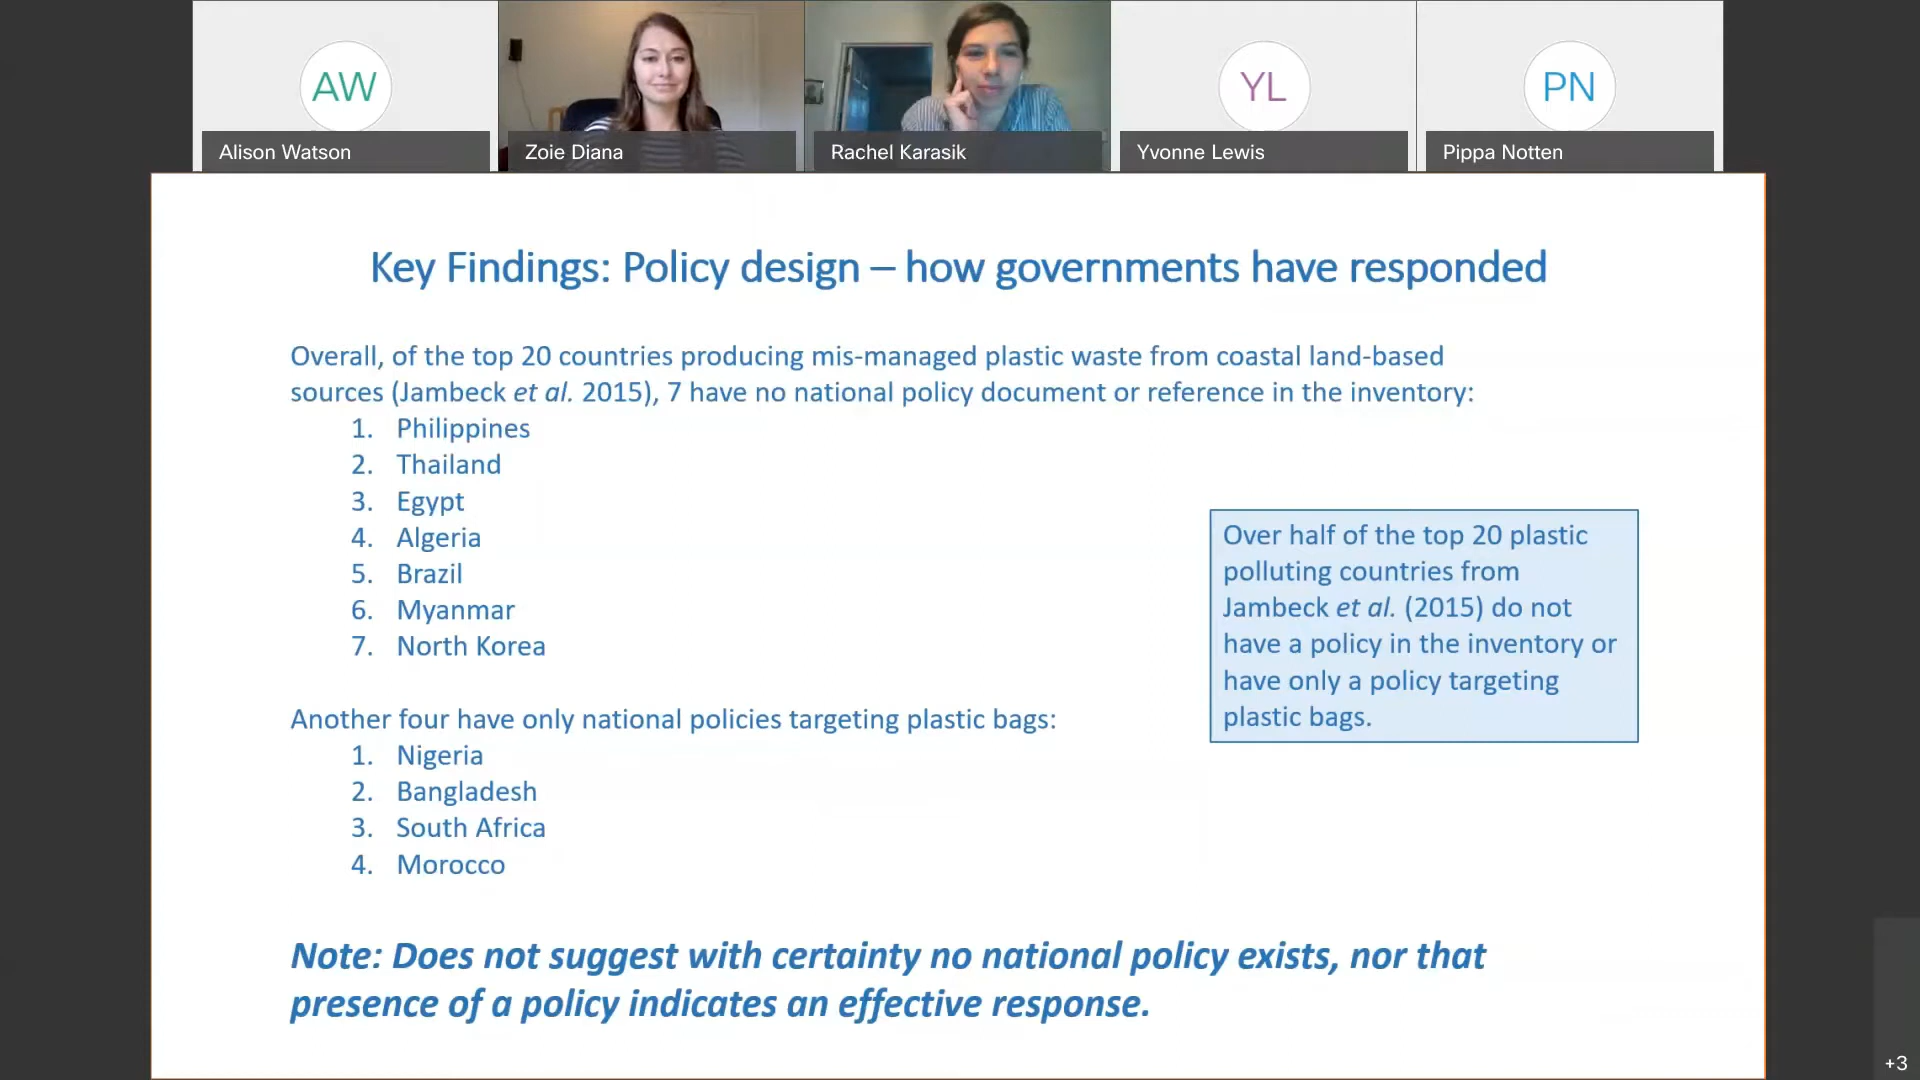 AW
YL
PN
Alison Watson
Zoie Diana
Rachel Karasik
Yvonne Lewis
Pippa Notten
Key Findings: Policy design – how governments have responded
Overall, of the top 20 countries producing mis-managed plastic waste from coastal land-based
sources (Jambeck et al. 2015), 7 have no national policy document or reference in the inventory:
1. Philippines
2. Thailand
3. Egypt
4. Algeria
5. Brazil
6. Myanmar
7. North Korea
Over half of the top 20 plastic
polluting countries from
Jambeck et al. (2015) do not
have a policy in the inventory or
have only a policy targeting
plastic bags.
Another four have only national policies targeting plastic bags:
1. Nigeria
2. Bangladesh
3. South Africa
4. Morocco
Note: Does not suggest with certainty no national policy exists, nor that
presence of a policy indicates an effective response.
+3